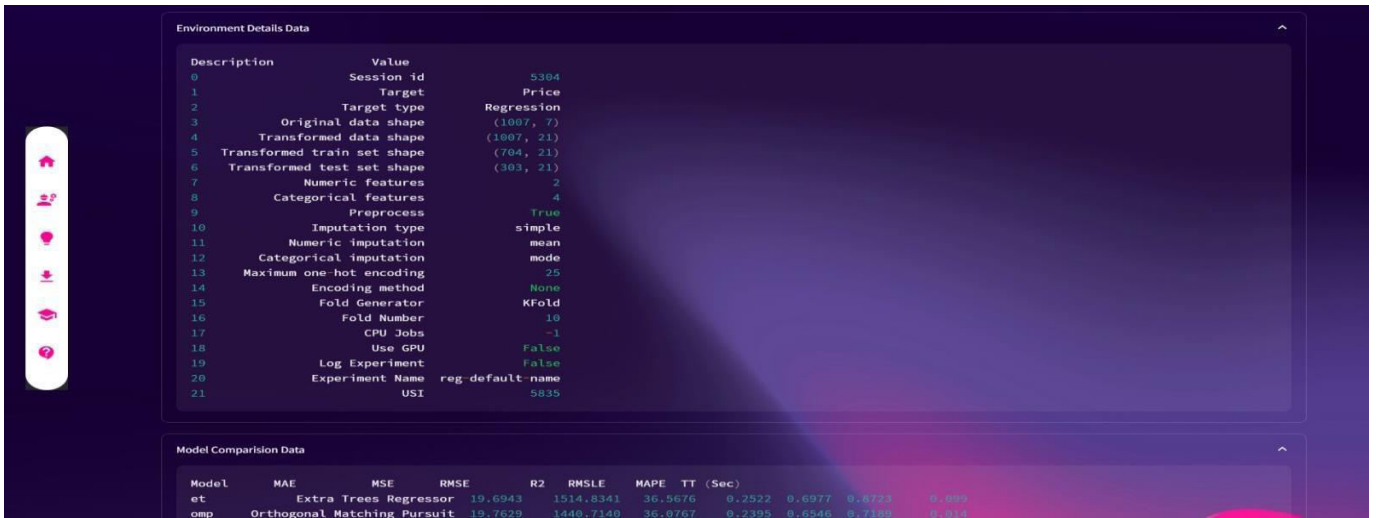 Environment Details Data
Description Value
0 Session id 5304
1 Target Price
2 Target type Regression
3 Original data shape (1007, 7)
4 Transformed data shape (1007, 21)
5 Transformed train set shape (704, 21)
6 Transformed test set shape (303, 21)
7 Numeric features 2
8 Categorical features 4
9 Preprocess True
10 Imputation type simple
11 Numeric imputation mean
12 Categorical imputation mode
13 Maximum one-hot encoding 25
14 Encoding method None
15 Fold Generator KFold
16 Fold Number 10
17 CPU Jobs -1
18 Use GPU False
19 Log Experiment False
20 Experiment Name reg-default-name
21 USI 5835
Model Comparision Data
Model MAE MSE RMSE R2 RMSLE MAPE TT (Sec)
et Extra Trees Regressor 19.6943 1514.8341 36.5676 0.2522 0.6977 0.8723 0.099
omp Orthogonal Matching Pursuit 19.7629 1440.7140 36.0767 0.2395 0.6546 0.7189 0.014